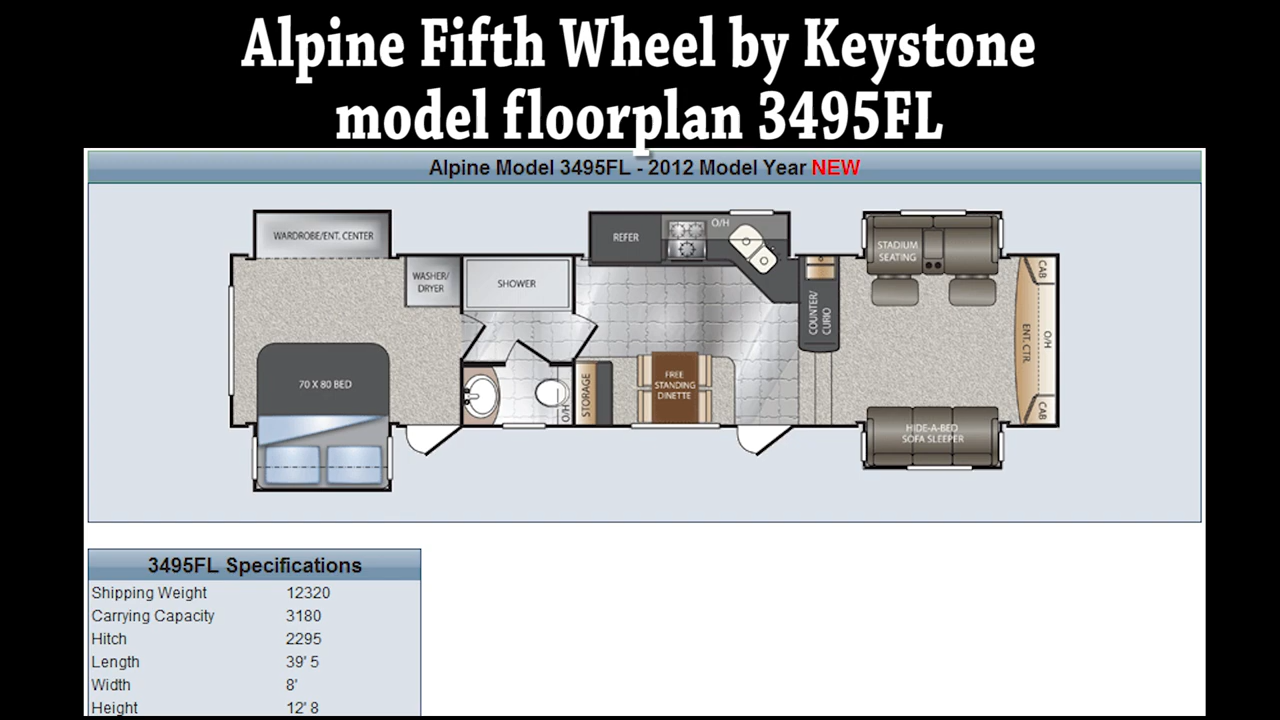 Alpine Fifth Wheel by Keystone
model floorplan 3495FL
Alpine Model 3495FL - 2012 Model Year NEW
WARDROBE/ENT. CENTER
WASHER/
DRYER
SHOWER
REFER
O/H
STADIUM
SEATING
CAB
COUNTER/
CURIO
ENT. CTR.
O/H
70 X 80 BED
O/H
STORAGE
FREE
STANDING
DINETTE
HIDE-A-BED
SOFA SLEEPER
CAB
3495FL Specifications
Shipping Weight 12320
Carrying Capacity 3180
Hitch 2295
Length 39' 5
Width 8'
Height 12' 8